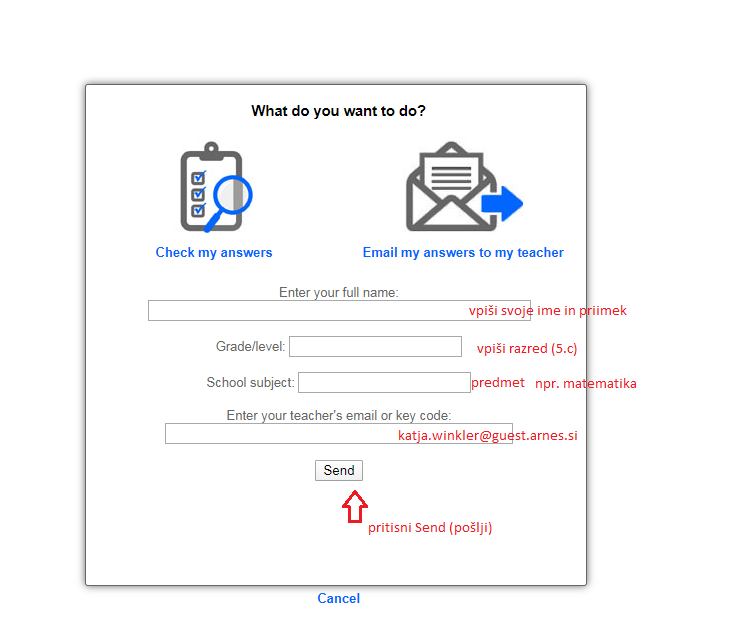 What do you want to do?
Check my answers
Email my answers to my teacher
Enter your full name:
vpiši svoje ime in priimek
Grade/level:
vpiši razred (5.c)
School subject:
predmet npr. matematika
Enter your teacher's email or key code:
katja.winkler@guest.arnes.si
Send
pritisni Send (pošlji)
Cancel